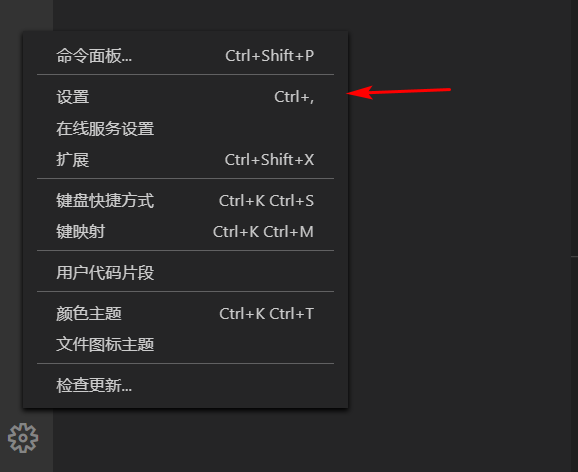 命令面板... Ctrl+Shift+P
设置 Ctrl+,
在线服务设置
扩展 Ctrl+Shift+X
键盘快捷方式 Ctrl+K Ctrl+S
键映射 Ctrl+K Ctrl+M
用户代码片段
颜色主题 Ctrl+K Ctrl+T
文件图标主题
检查更新...